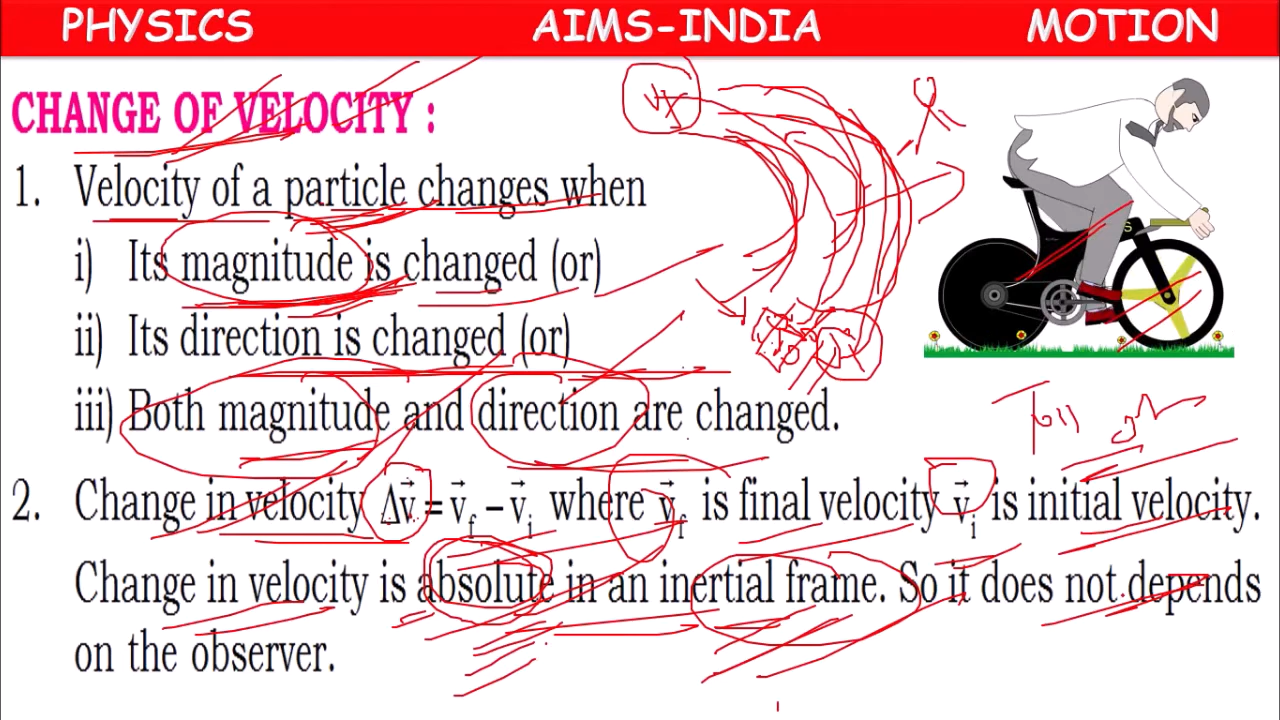 PHYSICS AIMS-INDIA MOTION
CHANGE OF VELOCITY :
1. Velocity of a particle changes when
i) Its magnitude is changed (or)
ii) Its direction is changed (or)
iii) Both magnitude and direction are changed.
2. Change in velocity Δv⃗ = v⃗f − v⃗i where v⃗f is final velocity v⃗i is initial velocity.
Change in velocity is absolute in an inertial frame. So it does not depends
on the observer.